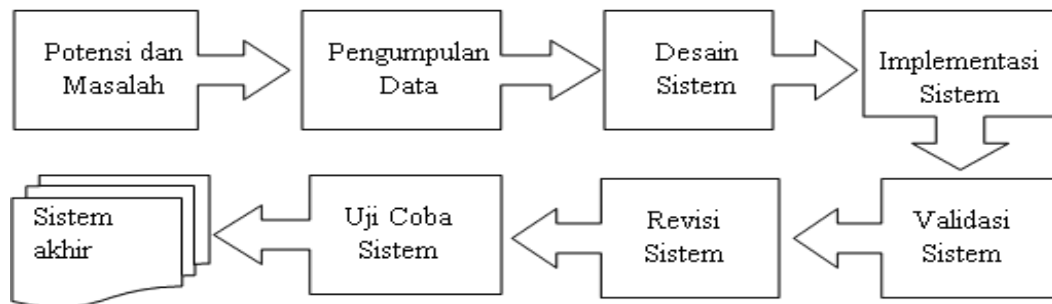 Potensi dan
Masalah
Pengumpulan
Data
Desain
Sistem
Implementasi
Sistem
Validasi
Sistem
Revisi
Sistem
Uji Coba
Sistem
Sistem
akhir